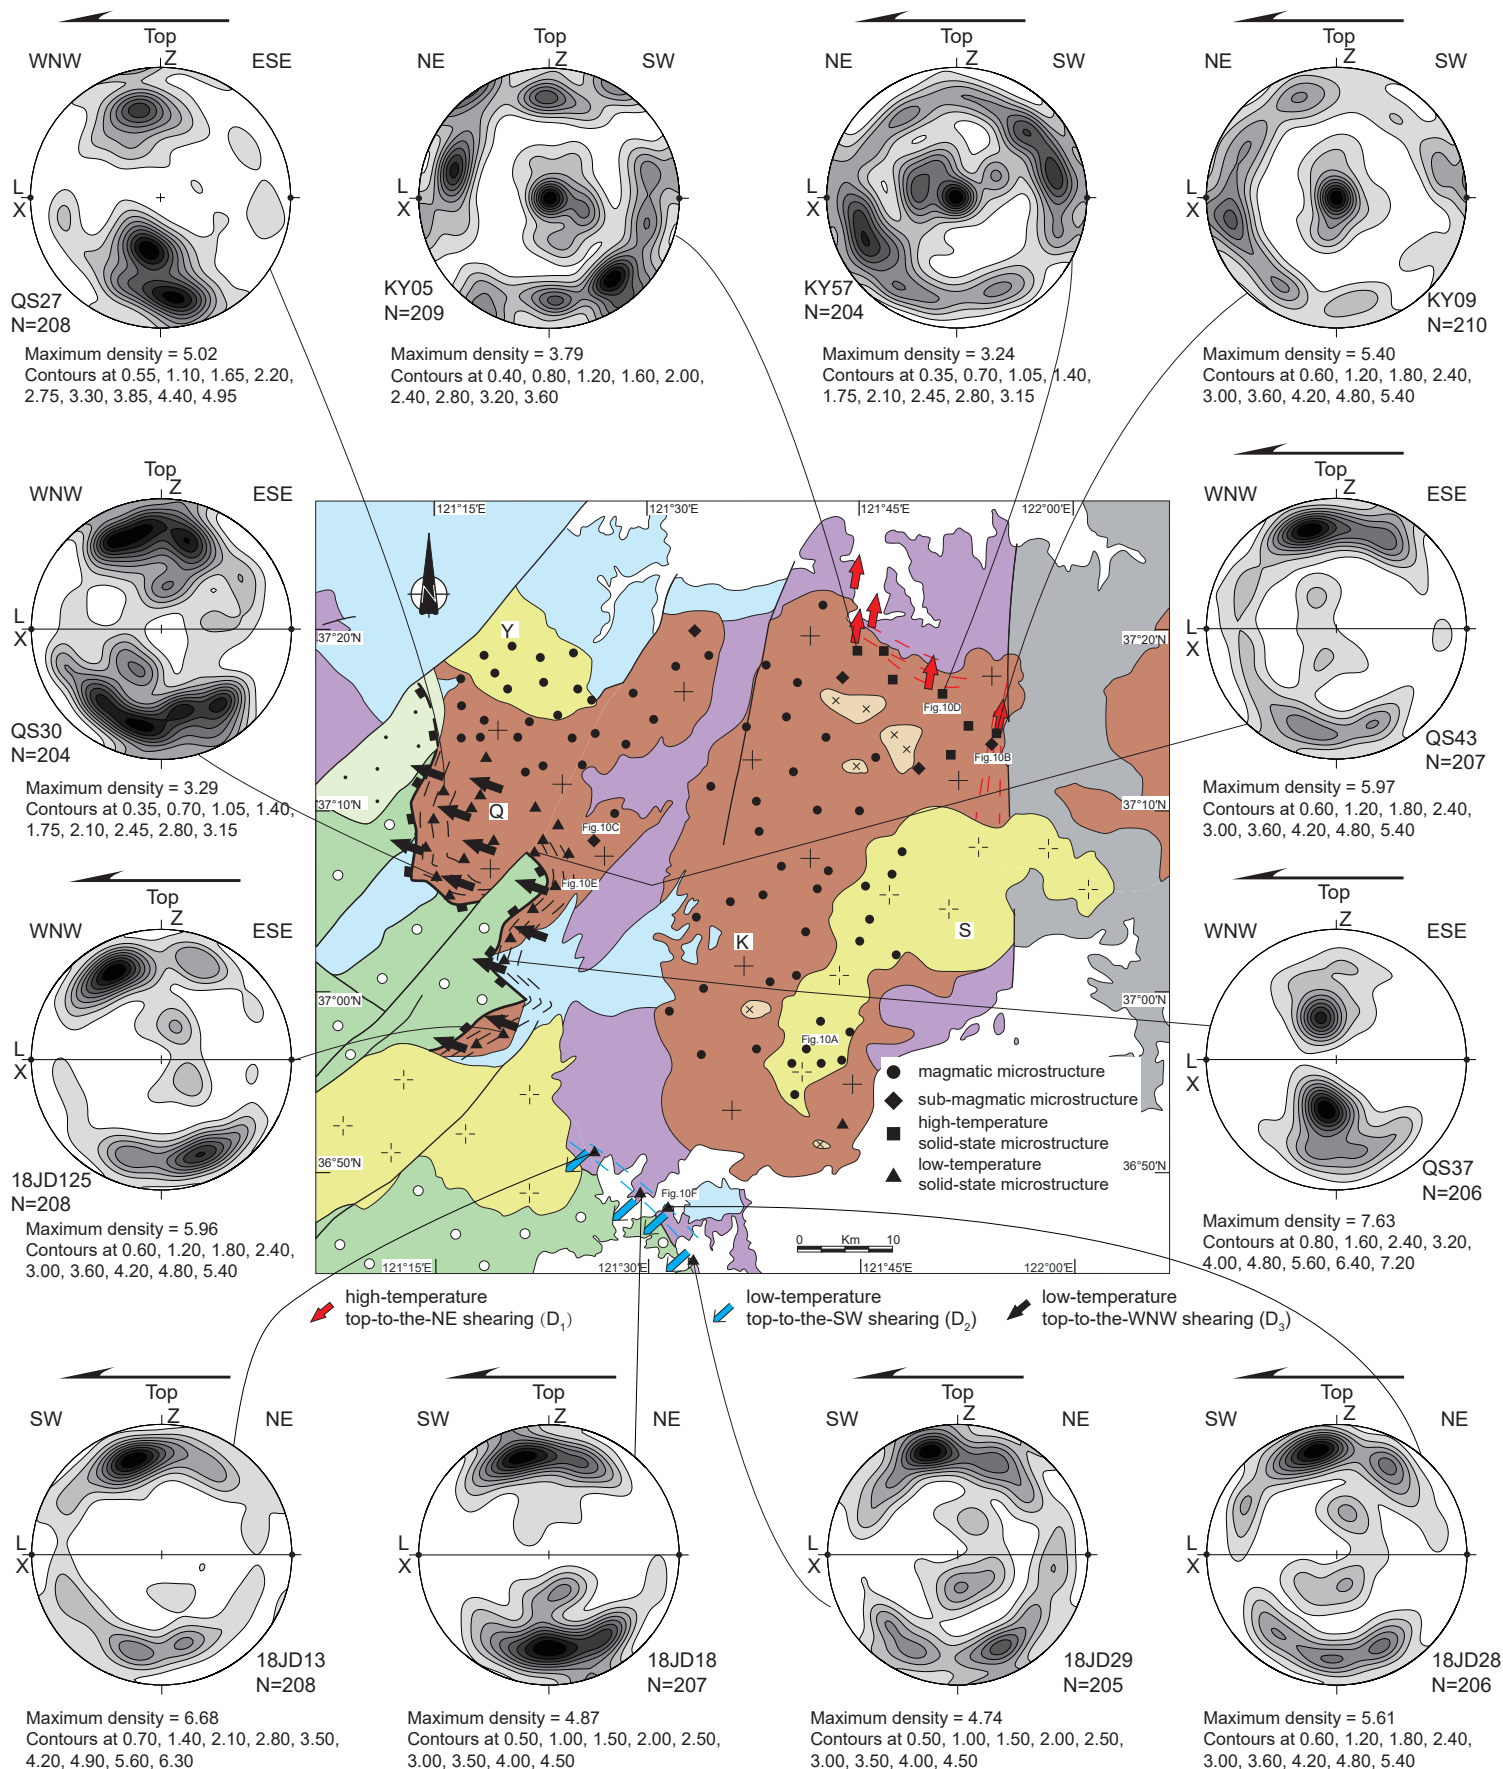 Top
Z
WNW
ESE
L
X
QS27
N=208
Maximum density = 5.02
Contours at 0.55, 1.10, 1.65, 2.20,
2.75, 3.30, 3.85, 4.40, 4.95
Top
Z
NE
SW
L
X
KY05
N=209
Maximum density = 3.79
Contours at 0.40, 0.80, 1.20, 1.60, 2.00,
2.40, 2.80, 3.20, 3.60
Top
Z
NE
SW
L
X
KY57
N=204
Maximum density = 3.24
Contours at 0.35, 0.70, 1.05, 1.40,
1.75, 2.10, 2.45, 2.80, 3.15
Top
Z
NE
SW
L
X
KY09
N=210
Maximum density = 5.40
Contours at 0.60, 1.20, 1.80, 2.40,
3.00, 3.60, 4.20, 4.80, 5.40
Top
Z
WNW
ESE
L
X
QS30
N=204
Maximum density = 3.29
Contours at 0.35, 0.70, 1.05, 1.40,
1.75, 2.10, 2.45, 2.80, 3.15
Top
Z
WNW
ESE
L
X
QS43
N=207
Maximum density = 5.97
Contours at 0.60, 1.20, 1.80, 2.40,
3.00, 3.60, 4.20, 4.80, 5.40
Top
Z
WNW
ESE
L
X
18JD125
N=208
Maximum density = 5.96
Contours at 0.60, 1.20, 1.80, 2.40,
3.00, 3.60, 4.20, 4.80, 5.40
Top
Z
WNW
ESE
L
X
QS37
N=206
Maximum density = 7.63
Contours at 0.80, 1.60, 2.40, 3.20,
4.00, 4.80, 5.60, 6.40, 7.20
121°15′E
121°30′E
121°45′E
122°00′E
N
37°20′N
37°20′N
Y
Fig.10D
Fig.10B
37°10′N
37°10′N
Q
Fig.10C
Fig.10E
K
S
37°00′N
37°00′N
Fig.10A
magmatic microstructure
sub-magmatic microstructure
high-temperature
solid-state microstructure
low-temperature
solid-state microstructure
36°50′N
36°50′N
Fig.10F
0 Km 10
121°15′E
121°30′E
121°45′E
122°00′E
high-temperature
top-to-the-NE shearing (D1)
low-temperature
top-to-the-SW shearing (D2)
low-temperature
top-to-the-WNW shearing (D3)
Top
Z
SW
NE
L
X
18JD13
N=208
Maximum density = 6.68
Contours at 0.70, 1.40, 2.10, 2.80, 3.50,
4.20, 4.90, 5.60, 6.30
Top
Z
SW
NE
L
X
18JD18
N=207
Maximum density = 4.87
Contours at 0.50, 1.00, 1.50, 2.00, 2.50,
3.00, 3.50, 4.00, 4.50
Top
Z
SW
NE
L
X
18JD29
N=205
Maximum density = 4.74
Contours at 0.50, 1.00, 1.50, 2.00, 2.50,
3.00, 3.50, 4.00, 4.50
Top
Z
SW
NE
L
X
18JD28
N=206
Maximum density = 5.61
Contours at 0.60, 1.20, 1.80, 2.40,
3.00, 3.60, 4.20, 4.80, 5.40